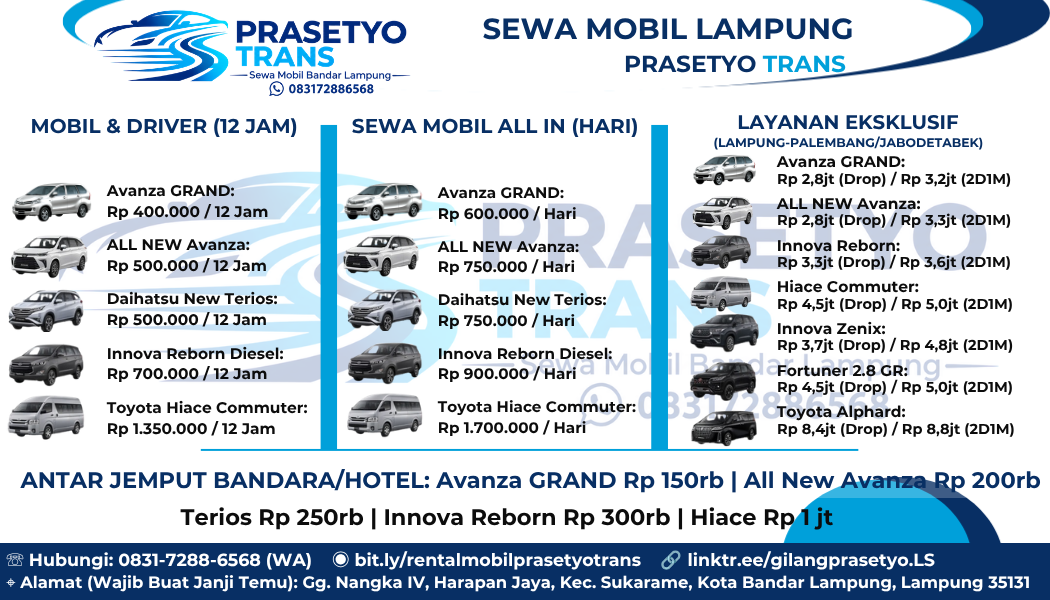 PRASETYO
TRANS
Sewa Mobil Bandar Lampung
083172886568
SEWA MOBIL LAMPUNG
PRASETYO TRANS
MOBIL & DRIVER (12 JAM)
Avanza GRAND:
Rp 400.000 / 12 Jam
ALL NEW Avanza:
Rp 500.000 / 12 Jam
Daihatsu New Terios:
Rp 500.000 / 12 Jam
Innova Reborn Diesel:
Rp 700.000 / 12 Jam
Toyota Hiace Commuter:
Rp 1.350.000 / 12 Jam
SEWA MOBIL ALL IN (HARI)
Avanza GRAND:
Rp 600.000 / Hari
ALL NEW Avanza:
Rp 750.000 / Hari
Daihatsu New Terios:
Rp 750.000 / Hari
Innova Reborn Diesel:
Rp 900.000 / Hari
Toyota Hiace Commuter:
Rp 1.700.000 / Hari
LAYANAN EKSKLUSIF
(LAMPUNG-PALEMBANG/JABODETABEK)
Avanza GRAND:
Rp 2,8jt (Drop) / Rp 3,2jt (2D1M)
ALL NEW Avanza:
Rp 2,8jt (Drop) / Rp 3,3jt (2D1M)
Innova Reborn:
Rp 3,3jt (Drop) / Rp 3,6jt (2D1M)
Hiace Commuter:
Rp 4,5jt (Drop) / Rp 5,0jt (2D1M)
Innova Zenix:
Rp 3,7jt (Drop) / Rp 4,8jt (2D1M)
Fortuner 2.8 GR:
Rp 4,5jt (Drop) / Rp 5,0jt (2D1M)
Toyota Alphard:
Rp 8,4jt (Drop) / Rp 8,8jt (2D1M)
PRASETYO
TRANS
Sewa Mobil Bandar Lampung
083172886568
ANTAR JEMPUT BANDARA/HOTEL: Avanza GRAND Rp 150rb | All New Avanza Rp 200rb
Terios Rp 250rb | Innova Reborn Rp 300rb | Hiace Rp 1 jt
☏ Hubungi: 0831-7288-6568 (WA) ◉ bit.ly/rentalmobilprasetyotrans 🔗 linktr.ee/gilangprasetyo.LS
⌖ Alamat (Wajib Buat Janji Temu): Gg. Nangka IV, Harapan Jaya, Kec. Sukarame, Kota Bandar Lampung, Lampung 35131